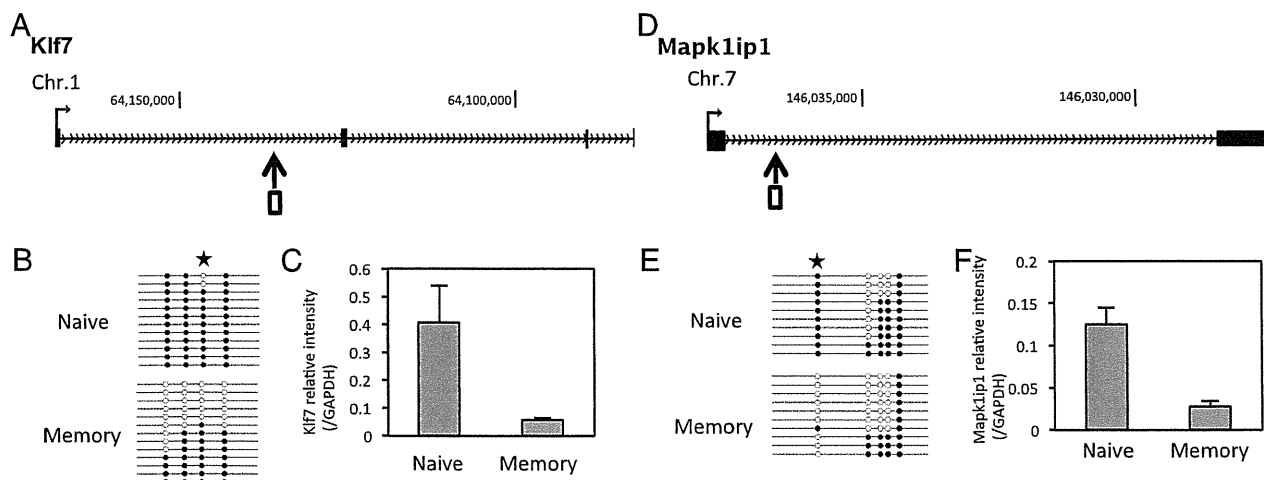 A
Klf7
Chr.1
64,150,000
64,100,000
D
Mapk1ip1
Chr.7
146,035,000
146,030,000
B
Naive
Memory
C
Klf7 relative intensity
(/GAPDH)
0.6
0.5
0.4
0.3
0.2
0.1
0
Naive
Memory
E
Naive
Memory
F
Mapk1ip1 relative intensity
(/GAPDH)
0.2
0.15
0.1
0.05
0
Naive
Memory